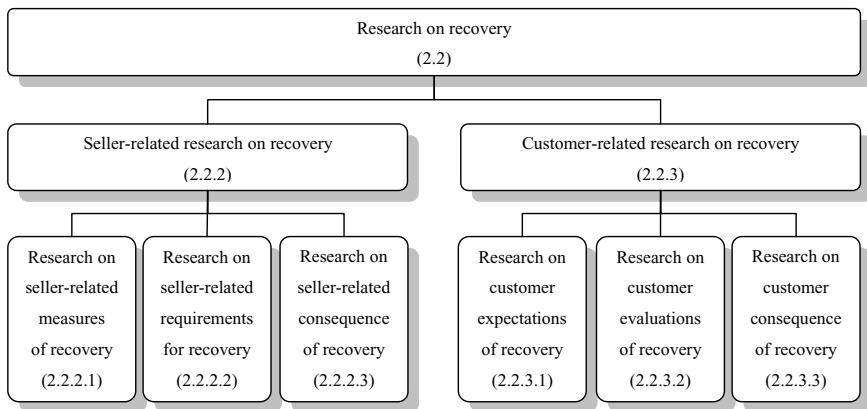 Research on recovery
(2.2)
Seller-related research on recovery
(2.2.2)
Customer-related research on recovery
(2.2.3)
Research on
seller-related
measures
of recovery
(2.2.2.1)
Research on
seller-related
requirements
for recovery
(2.2.2.2)
Research on
seller-related
consequence
of recovery
(2.2.2.3)
Research on
customer
expectations
of recovery
(2.2.3.1)
Research on
customer
evaluations
of recovery
(2.2.3.2)
Research on
customer
consequence
of recovery
(2.2.3.3)